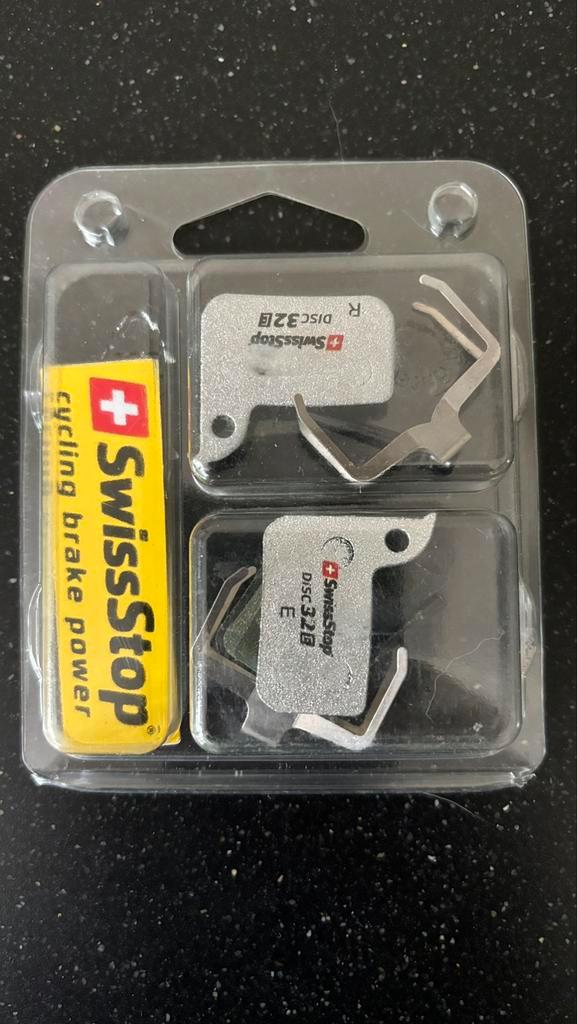 SwissStop®
cycling brake power
R
DISC 32 E
SwissStop
SwissStop
DISC 32 E
E